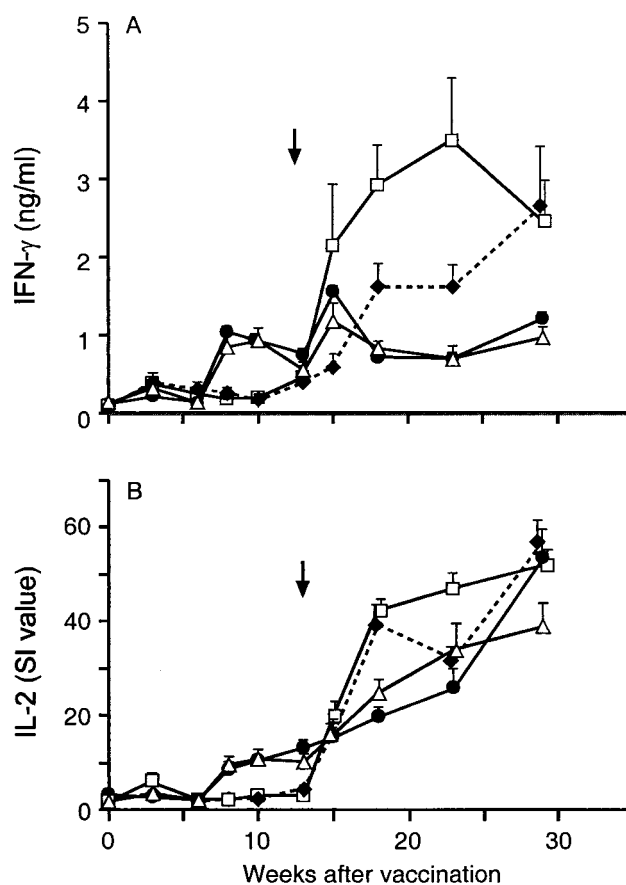 A
5
4
3
2
1
0
IFN-γ (ng/ml)
B
60
40
20
0
IL-2 (SI value)
0 10 20 30
Weeks after vaccination